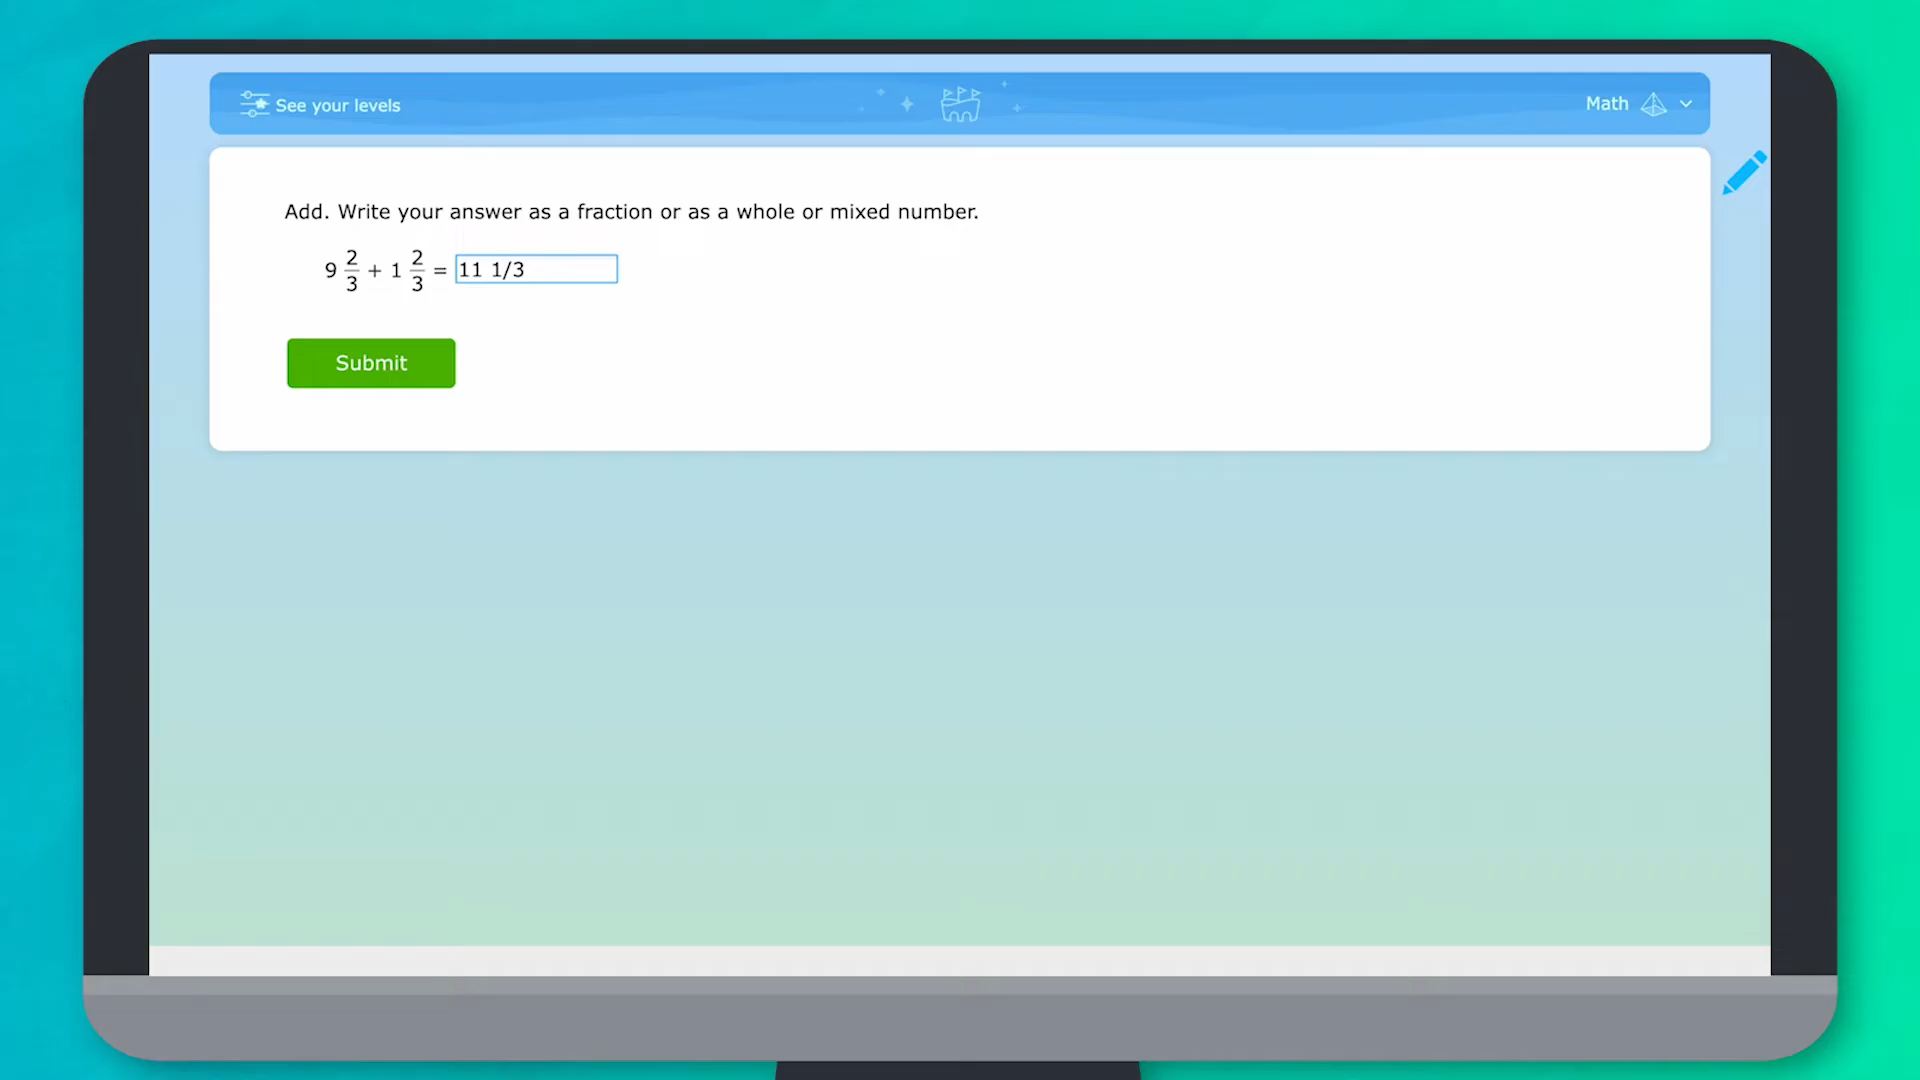 See your levels
Math
Add. Write your answer as a fraction or as a whole or mixed number.
9 2/3 + 1 2/3 = 11 1/3
Submit